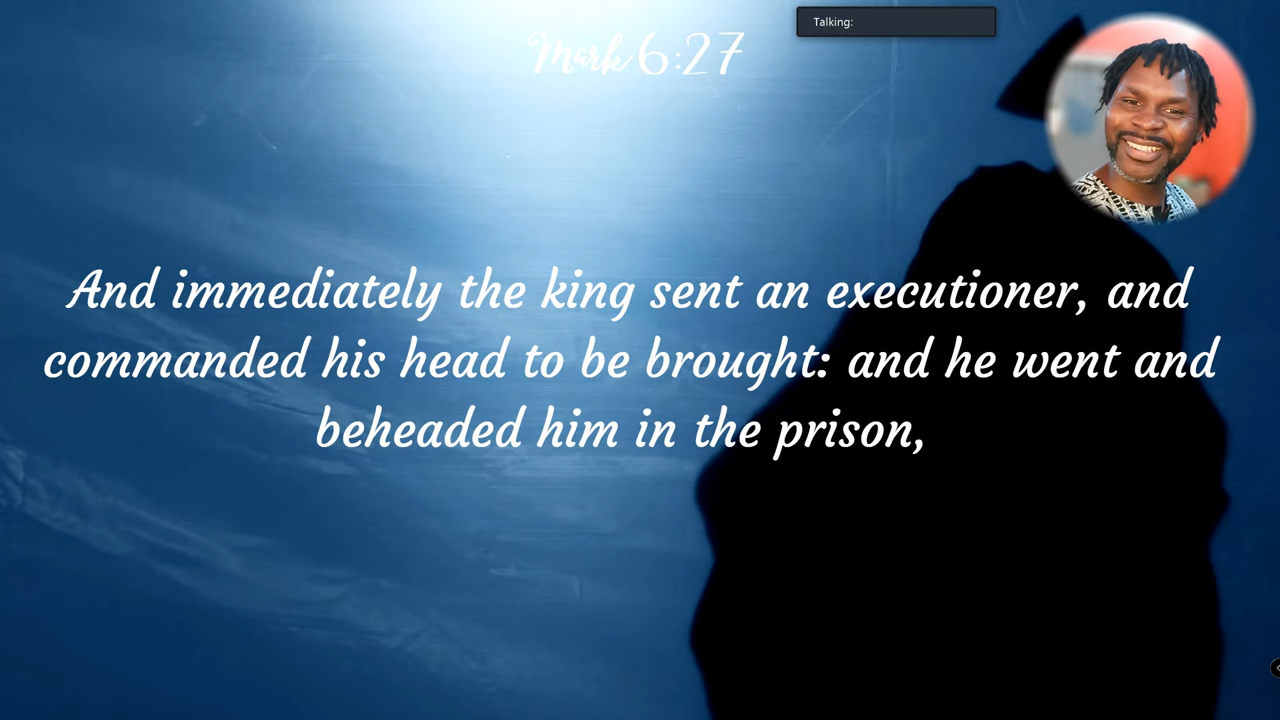 Talking:
Mark 6:27
And immediately the king sent an executioner, and
commanded his head to be brought: and he went and
beheaded him in the prison,